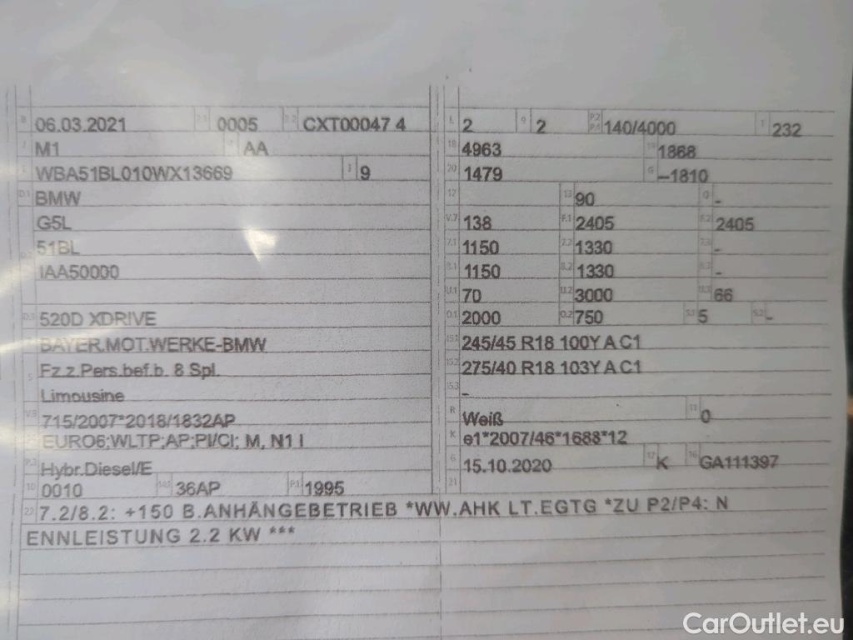 06.03.2021 0005 CXT00047 4
M1 AA
WBA51BL010WX13669 9
BMW
G5L
51BL
IAA50000
520D XDRIVE
BAYER.MOT.WERKE-BMW
Fz.z.Pers.bef.b. 8 Spl.
Limousine
715/2007*2018/1832AP
EURO6;WLTP;AP;PI/CI; M, N1 I
Hybr.Diesel/E
0010 36AP 1995
2 2 140/4000 232
4963 1868
1479 –1810
90 -
138 2405 2405
1150 1330 -
1150 1330 -
70 3000 66
2000 750 5 -
245/45 R18 100Y A C1
275/40 R18 103Y A C1
-
Weiß 0
e1*2007/46*1688*12
15.10.2020 K GA111397
7.2/8.2: +150 B.ANHÄNGEBETRIEB *WW.AHK LT.EGTG *ZU P2/P4: N
ENNLEISTUNG 2.2 KW ***
CarOutlet.eu